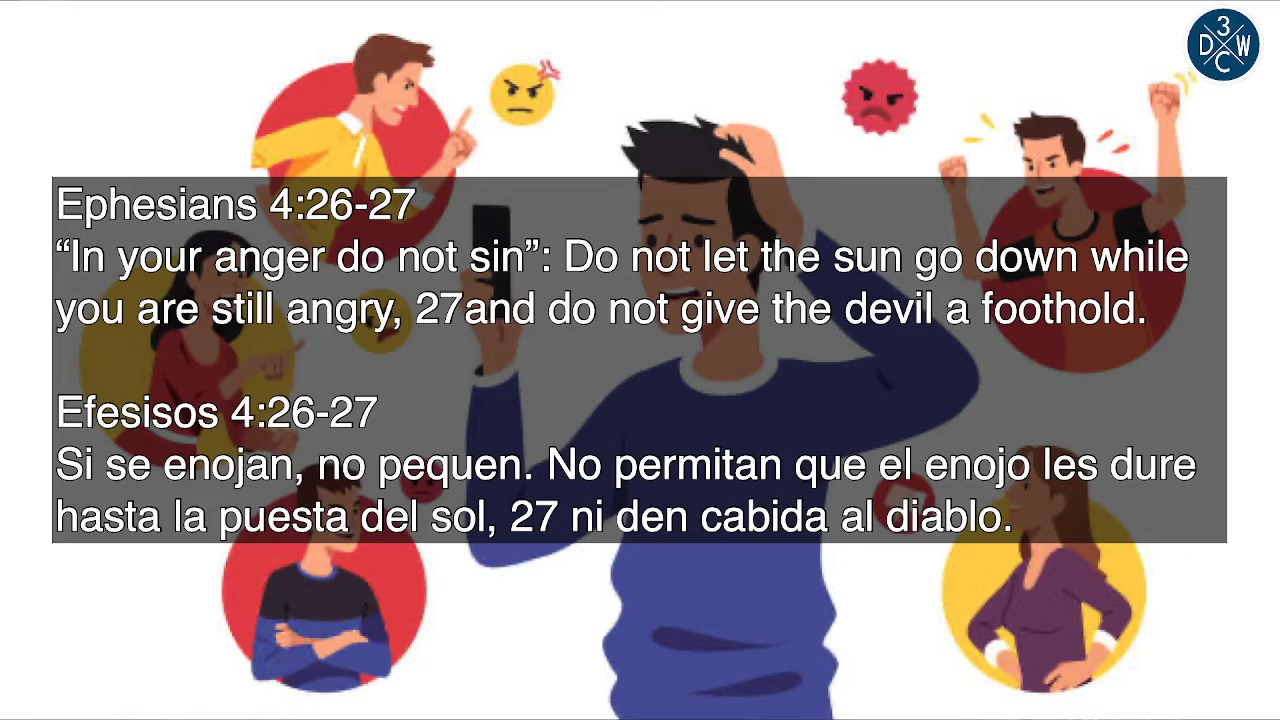 3
D W
C
Ephesians 4:26-27
“In your anger do not sin”: Do not let the sun go down while
you are still angry, 27and do not give the devil a foothold.
Efesisos 4:26-27
Si se enojan, no pequen. No permitan que el enojo les dure
hasta la puesta del sol, 27 ni den cabida al diablo.